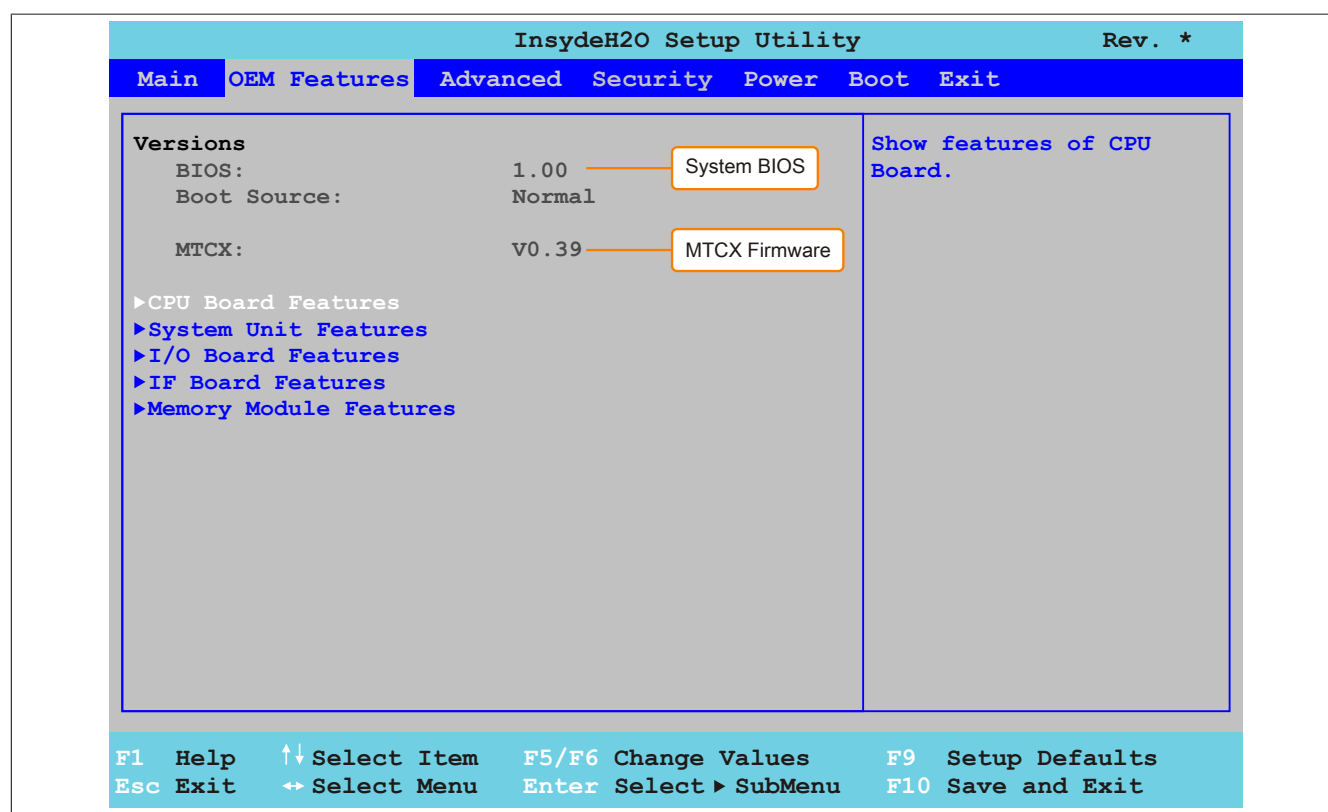 InsydeH2O Setup Utility Rev. *
Main OEM Features Advanced Security Power Boot Exit
Versions
BIOS: 1.00 System BIOS
Boot Source: Normal
MTCX: V0.39 MTCX Firmware
▶CPU Board Features
▶System Unit Features
▶I/O Board Features
▶IF Board Features
▶Memory Module Features
Show features of CPU
Board.
F1 Help ↑↓ Select Item F5/F6 Change Values F9 Setup Defaults
Esc Exit ↔ Select Menu Enter Select ▶ SubMenu F10 Save and Exit